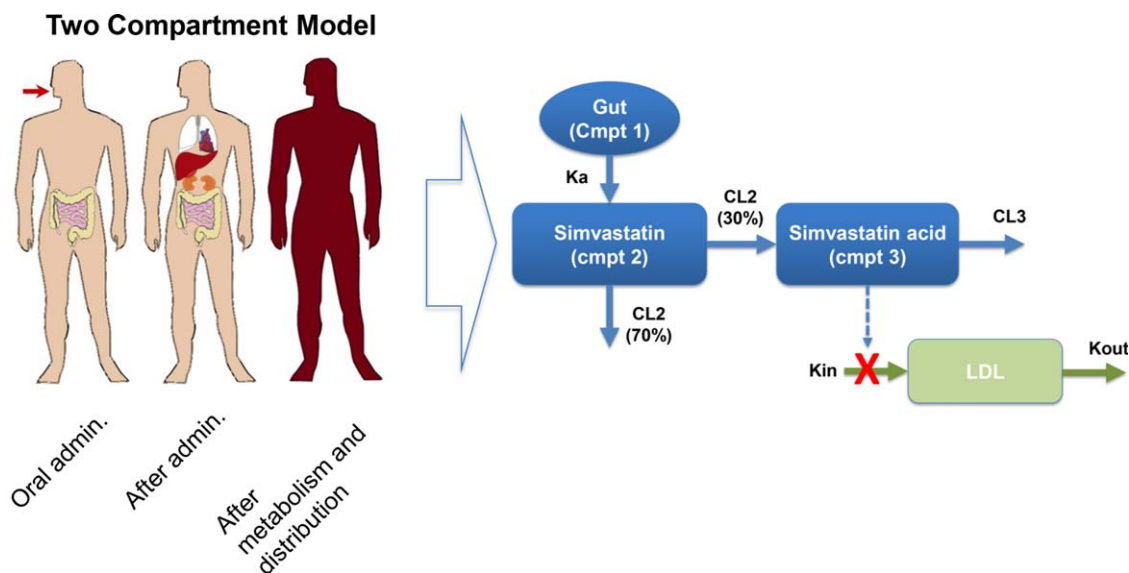 Two Compartment Model
Oral admin.
After admin.
After
metabolism and
distribution
Gut
(Cmpt 1)
Ka
Simvastatin
(cmpt 2)
CL2
(30%)
Simvastatin acid
(cmpt 3)
CL3
CL2
(70%)
Kin
X
LDL
Kout